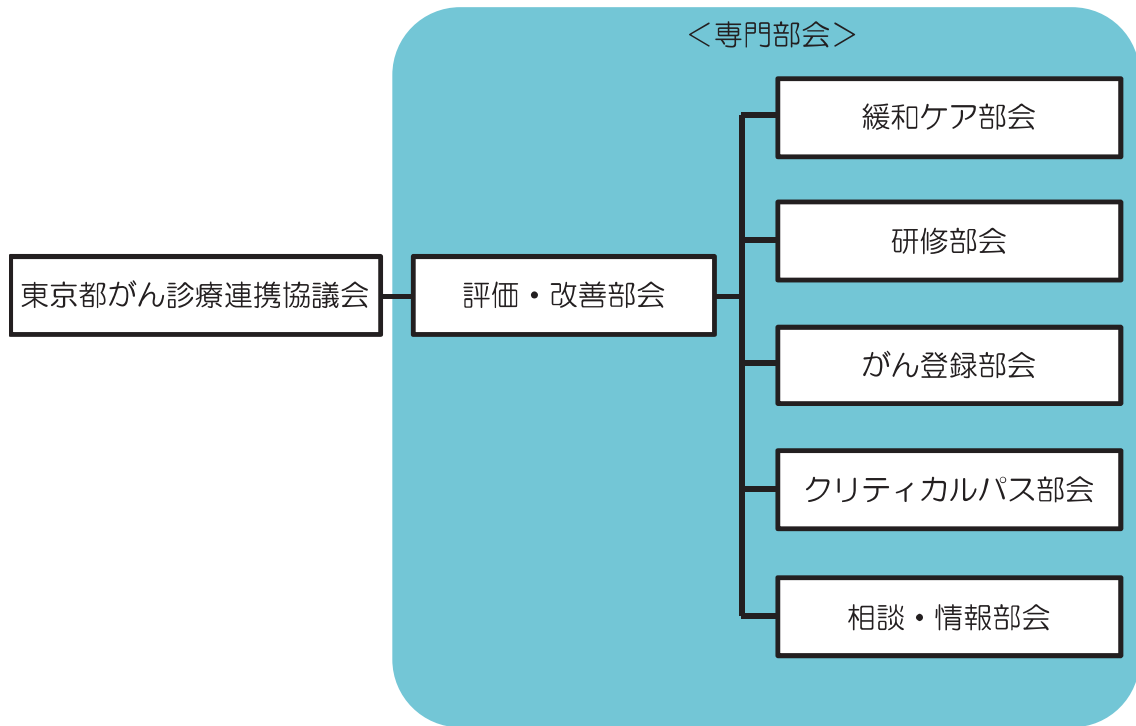 ＜専門部会＞
東京都がん診療連携協議会
評価・改善部会
緩和ケア部会
研修部会
がん登録部会
クリティカルパス部会
相談・情報部会